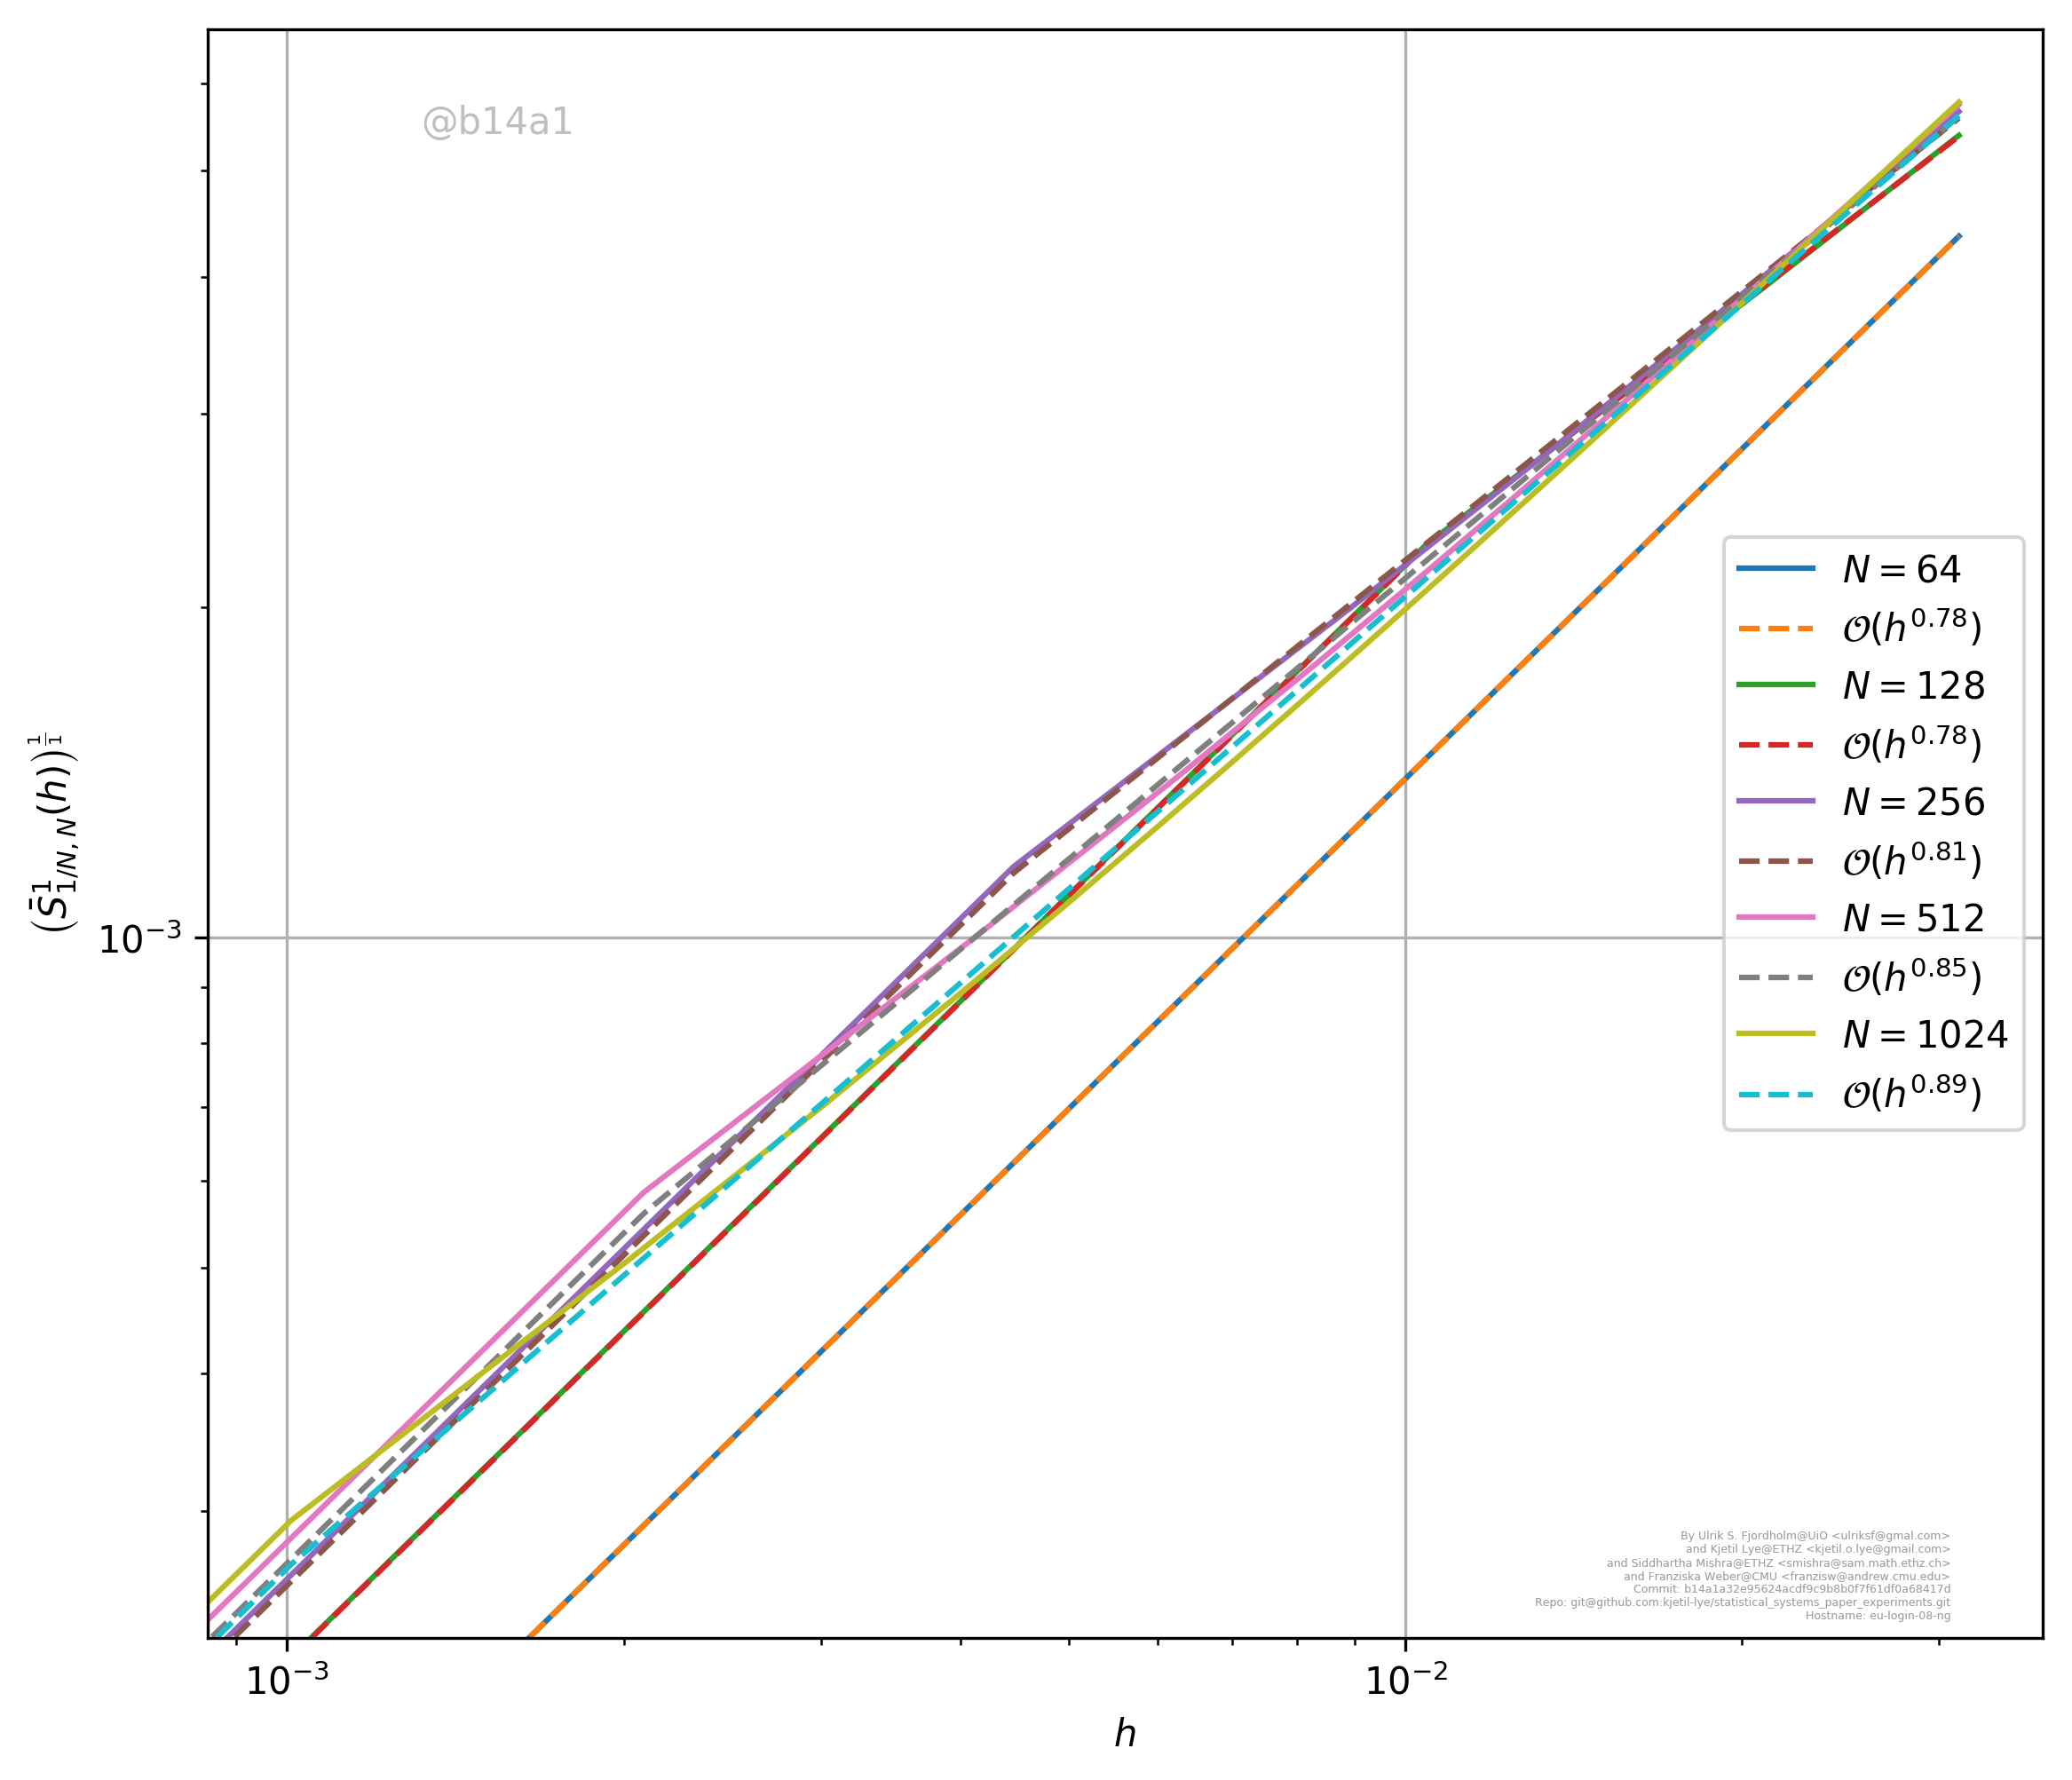 @b14a1
(S̄¹₁/N,N(h))^(1/1)
10⁻³
N = 64
𝒪(h^0.78)
N = 128
𝒪(h^0.78)
N = 256
𝒪(h^0.81)
N = 512
𝒪(h^0.85)
N = 1024
𝒪(h^0.89)
By Ulrik S. Fjordholm@UiO <ulriksf@gmal.com>
and Kjetil Lye@ETHZ <kjetil.o.lye@gmail.com>
and Siddhartha Mishra@ETHZ <smishra@sam.math.ethz.ch>
and Franziska Weber@CMU <franzisw@andrew.cmu.edu>
Commit: b14a1a32e95624acdf9c9b8b0f7f61df0a68417d
Repo: git@github.com:kjetil-lye/statistical_systems_paper_experiments.git
Hostname: eu-login-08-ng
10⁻³ 10⁻²
h